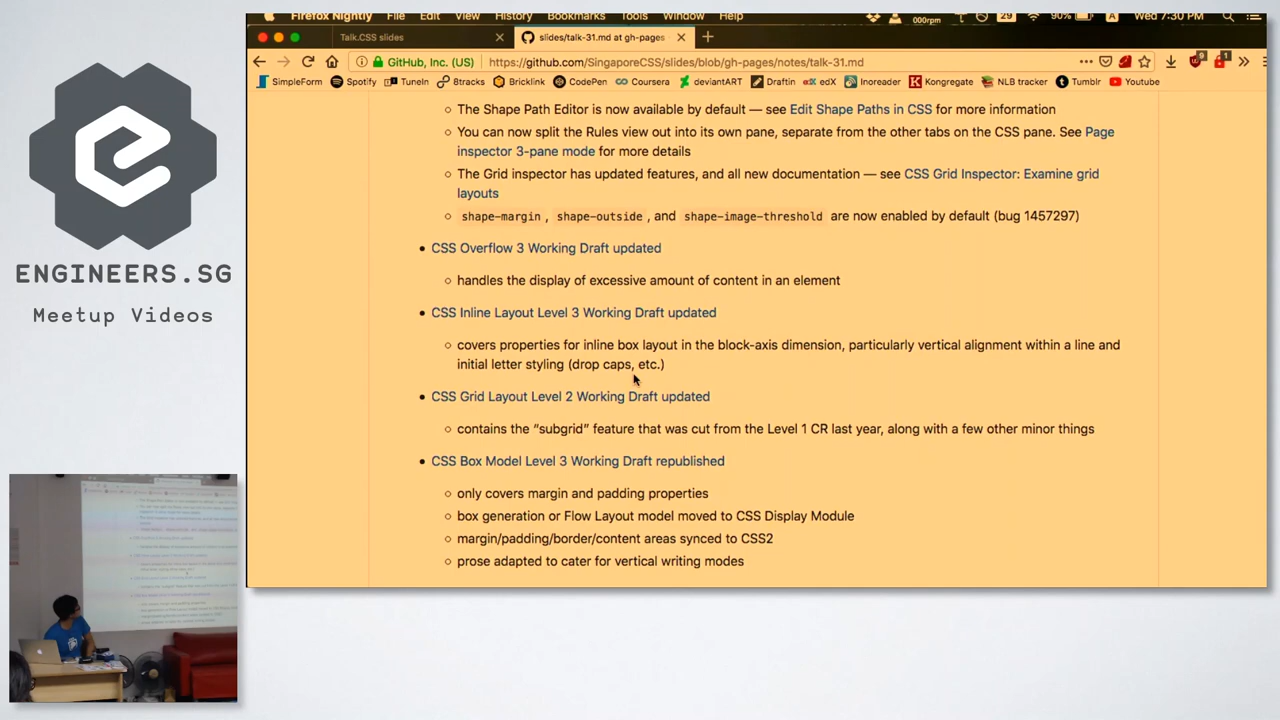 Firefox Nightly File Edit View History Bookmarks Tools Window Help 000rpm 29 90% A Wed 7:30 PM
Talk.CSS slides
slides/talk-31.md at gh-pages
GitHub, Inc. (US) https://github.com/SingaporeCSS/slides/blob/gh-pages/notes/talk-31.md
SimpleForm Spotify TuneIn 8tracks Bricklink CodePen Coursera deviantART Draftin edX Inoreader Kongregate NLB tracker Tumblr Youtube
The Shape Path Editor is now available by default — see Edit Shape Paths in CSS for more information
You can now split the Rules view out into its own pane, separate from the other tabs on the CSS pane. See Page
inspector 3-pane mode for more details
The Grid inspector has updated features, and all new documentation — see CSS Grid Inspector: Examine grid
layouts
shape-margin , shape-outside , and shape-image-threshold are now enabled by default (bug 1457297)
CSS Overflow 3 Working Draft updated
handles the display of excessive amount of content in an element
CSS Inline Layout Level 3 Working Draft updated
covers properties for inline box layout in the block-axis dimension, particularly vertical alignment within a line and
initial letter styling (drop caps, etc.)
CSS Grid Layout Level 2 Working Draft updated
contains the “subgrid” feature that was cut from the Level 1 CR last year, along with a few other minor things
CSS Box Model Level 3 Working Draft republished
only covers margin and padding properties
box generation or Flow Layout model moved to CSS Display Module
margin/padding/border/content areas synced to CSS2
prose adapted to cater for vertical writing modes
ENGINEERS.SG
Meetup Videos